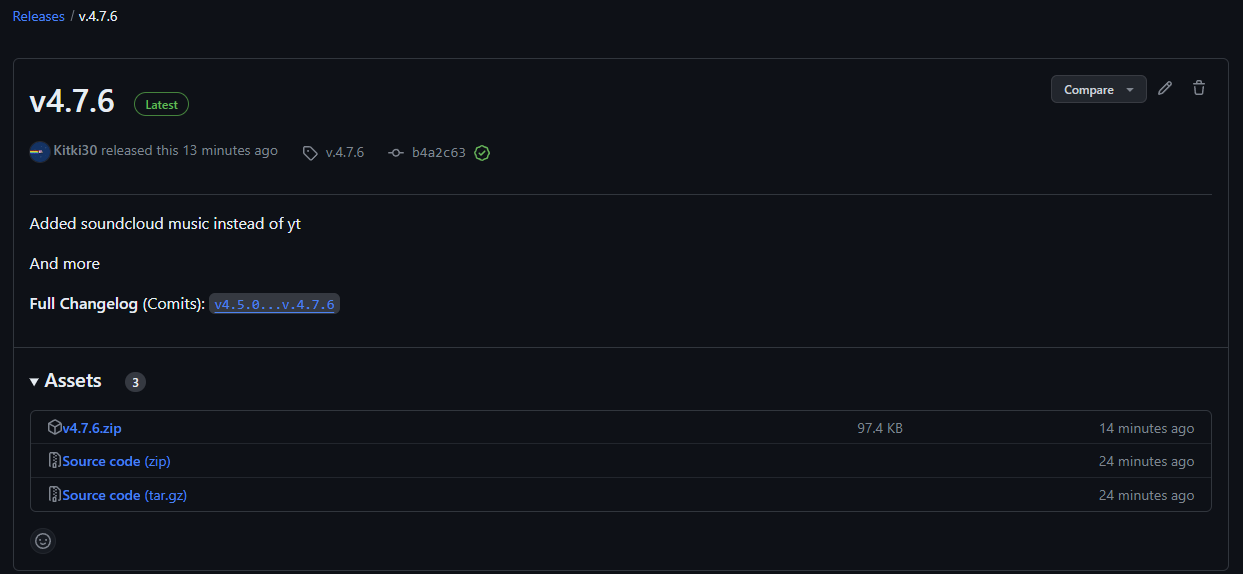 Releases / v.4.7.6
v4.7.6 Latest Compare
Kitki30 released this 13 minutes ago v.4.7.6 b4a2c63
Added soundcloud music instead of yt
And more
Full Changelog (Comits): v4.5.0...v.4.7.6
Assets 3
v4.7.6.zip 97.4 KB 14 minutes ago
Source code (zip) 24 minutes ago
Source code (tar.gz) 24 minutes ago